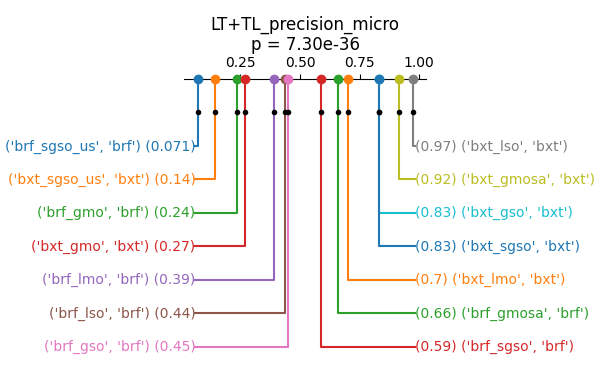 LT+TL_precision_micro
p = 7.30e-36
0.25 0.50 0.75 1.00
('brf_sgso_us', 'brf') (0.071) (0.97) ('bxt_lso', 'bxt')
('bxt_sgso_us', 'bxt') (0.14) (0.92) ('bxt_gmosa', 'bxt')
('brf_gmo', 'brf') (0.24) (0.83) ('bxt_gso', 'bxt')
('bxt_gmo', 'bxt') (0.27) (0.83) ('bxt_sgso', 'bxt')
('brf_lmo', 'brf') (0.39) (0.7) ('bxt_lmo', 'bxt')
('brf_lso', 'brf') (0.44) (0.66) ('brf_gmosa', 'brf')
('brf_gso', 'brf') (0.45) (0.59) ('brf_sgso', 'brf')